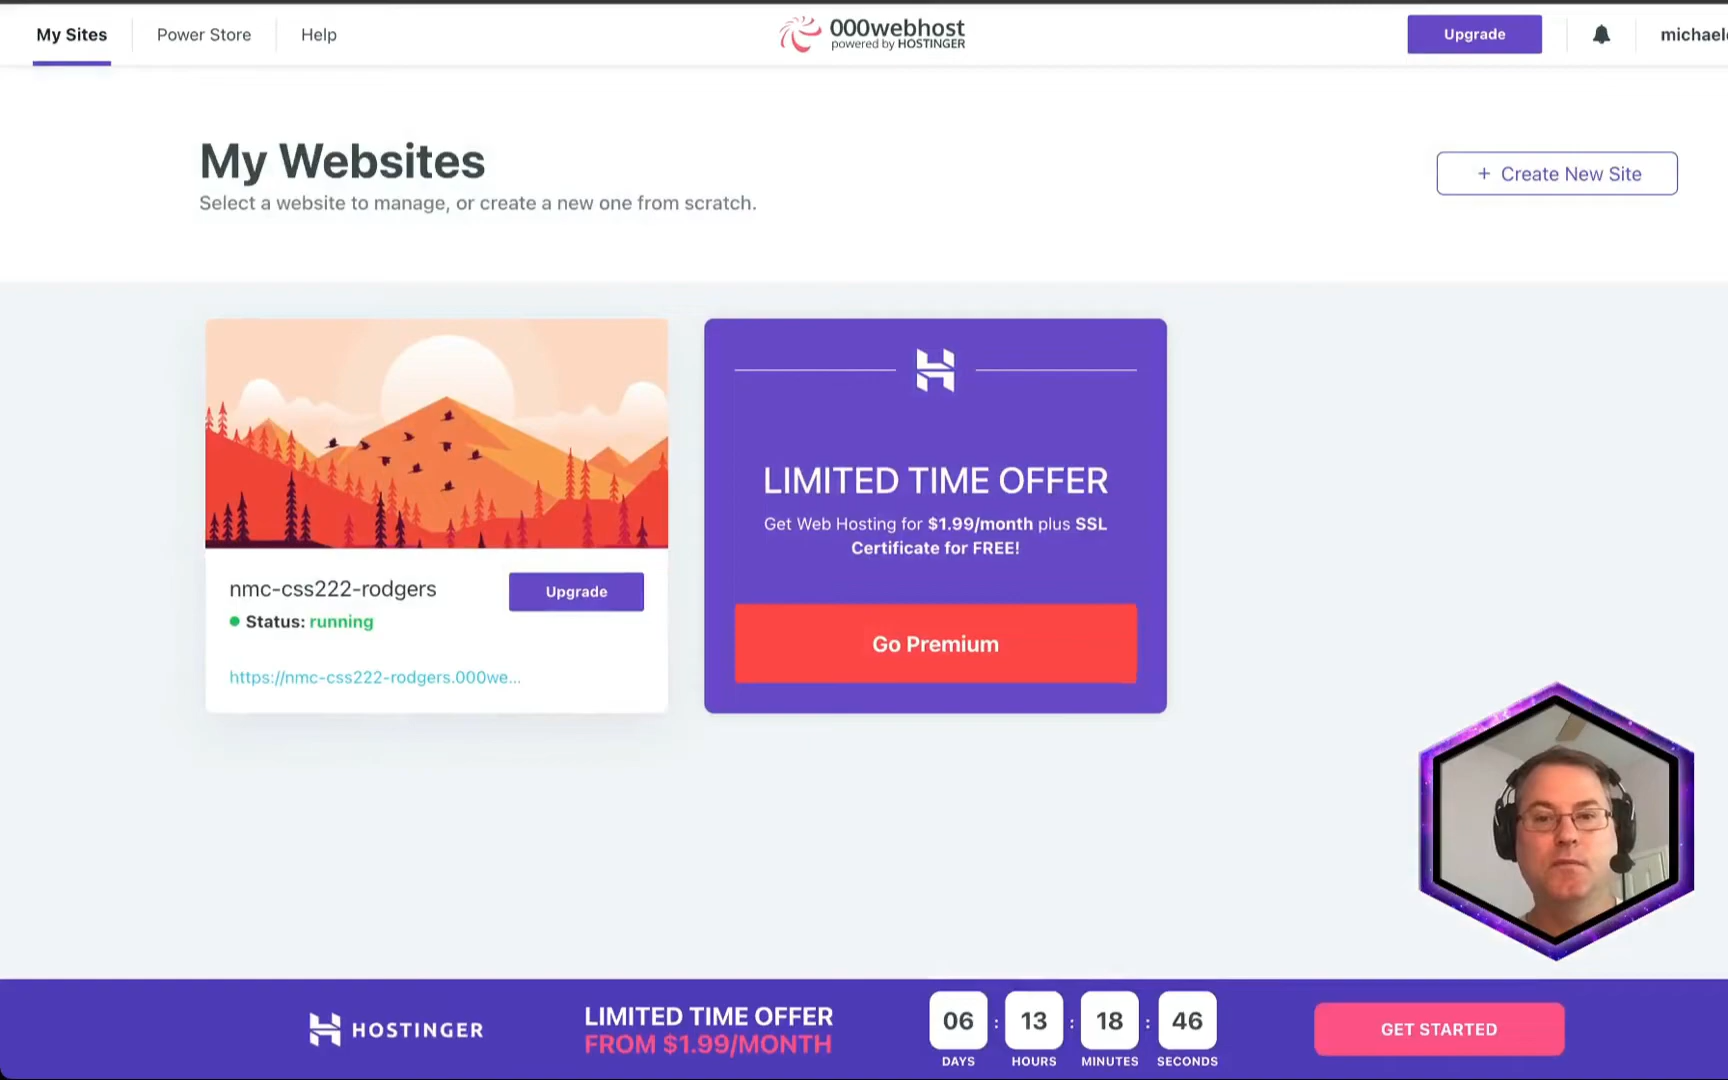 My Sites
Power Store
Help
000webhost
powered by HOSTINGER
Upgrade
michael
My Websites
Select a website to manage, or create a new one from scratch.
+ Create New Site
nmc-css222-rodgers
Upgrade
Status: running
https://nmc-css222-rodgers.000we...
LIMITED TIME OFFER
Get Web Hosting for $1.99/month plus SSL
Certificate for FREE!
Go Premium
HOSTINGER
LIMITED TIME OFFER
FROM $1.99/MONTH
06 : 13 : 18 : 46
DAYS HOURS MINUTES SECONDS
GET STARTED